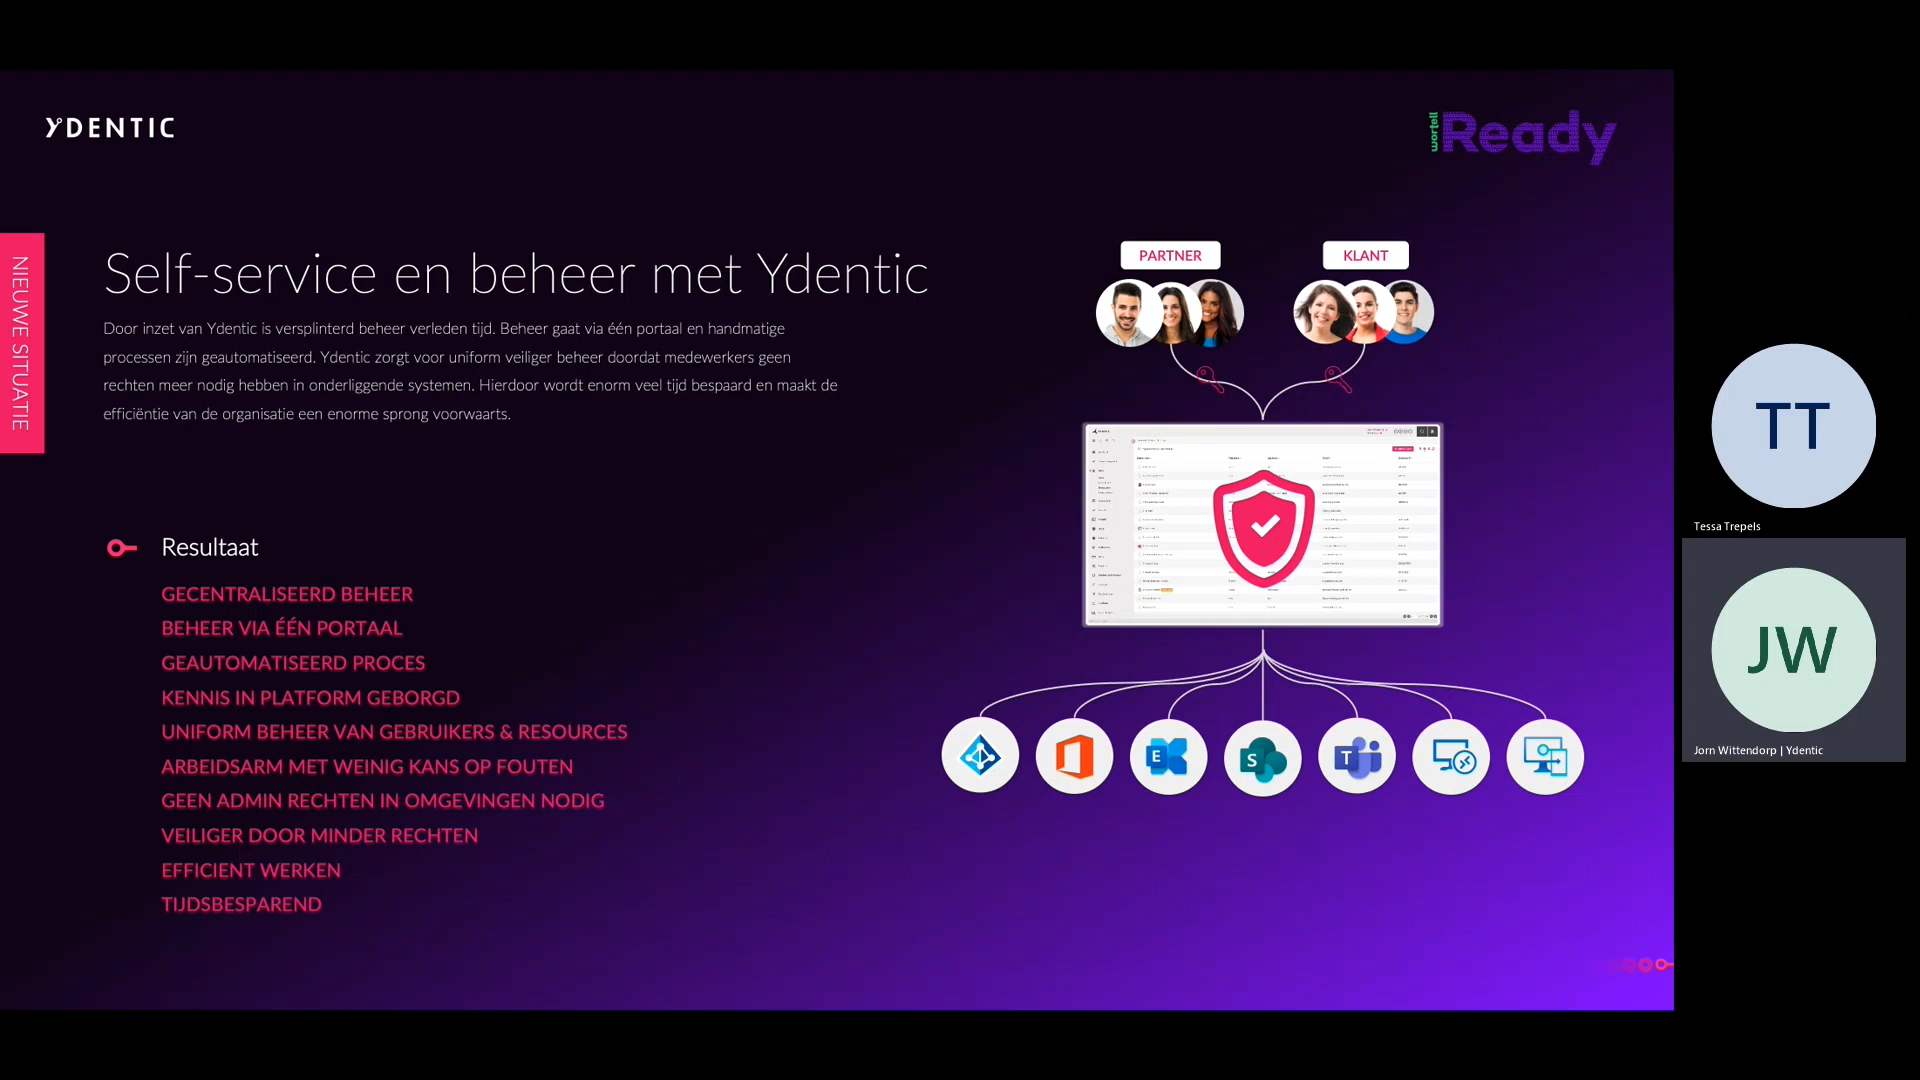 YDENTIC
wortell
Ready
NIEUWE SITUATIE
Self-service en beheer met Ydentic
Door inzet van Ydentic is versplinterd beheer verleden tijd. Beheer gaat via één portaal en handmatige
processen zijn geautomatiseerd. Ydentic zorgt voor uniform veiliger beheer doordat medewerkers geen
rechten meer nodig hebben in onderliggende systemen. Hierdoor wordt enorm veel tijd bespaard en maakt de
efficiëntie van de organisatie een enorme sprong voorwaarts.
Resultaat
GECENTRALISEERD BEHEER
BEHEER VIA ÉÉN PORTAAL
GEAUTOMATISEERD PROCES
KENNIS IN PLATFORM GEBORGD
UNIFORM BEHEER VAN GEBRUIKERS & RESOURCES
ARBEIDSARM MET WEINIG KANS OP FOUTEN
GEEN ADMIN RECHTEN IN OMGEVINGEN NODIG
VEILIGER DOOR MINDER RECHTEN
EFFICIENT WERKEN
TIJDSBESPAREND
PARTNER
KLANT
E
S
T
TT
Tessa Trepels
JW
Jorn Wittendorp | Ydentic